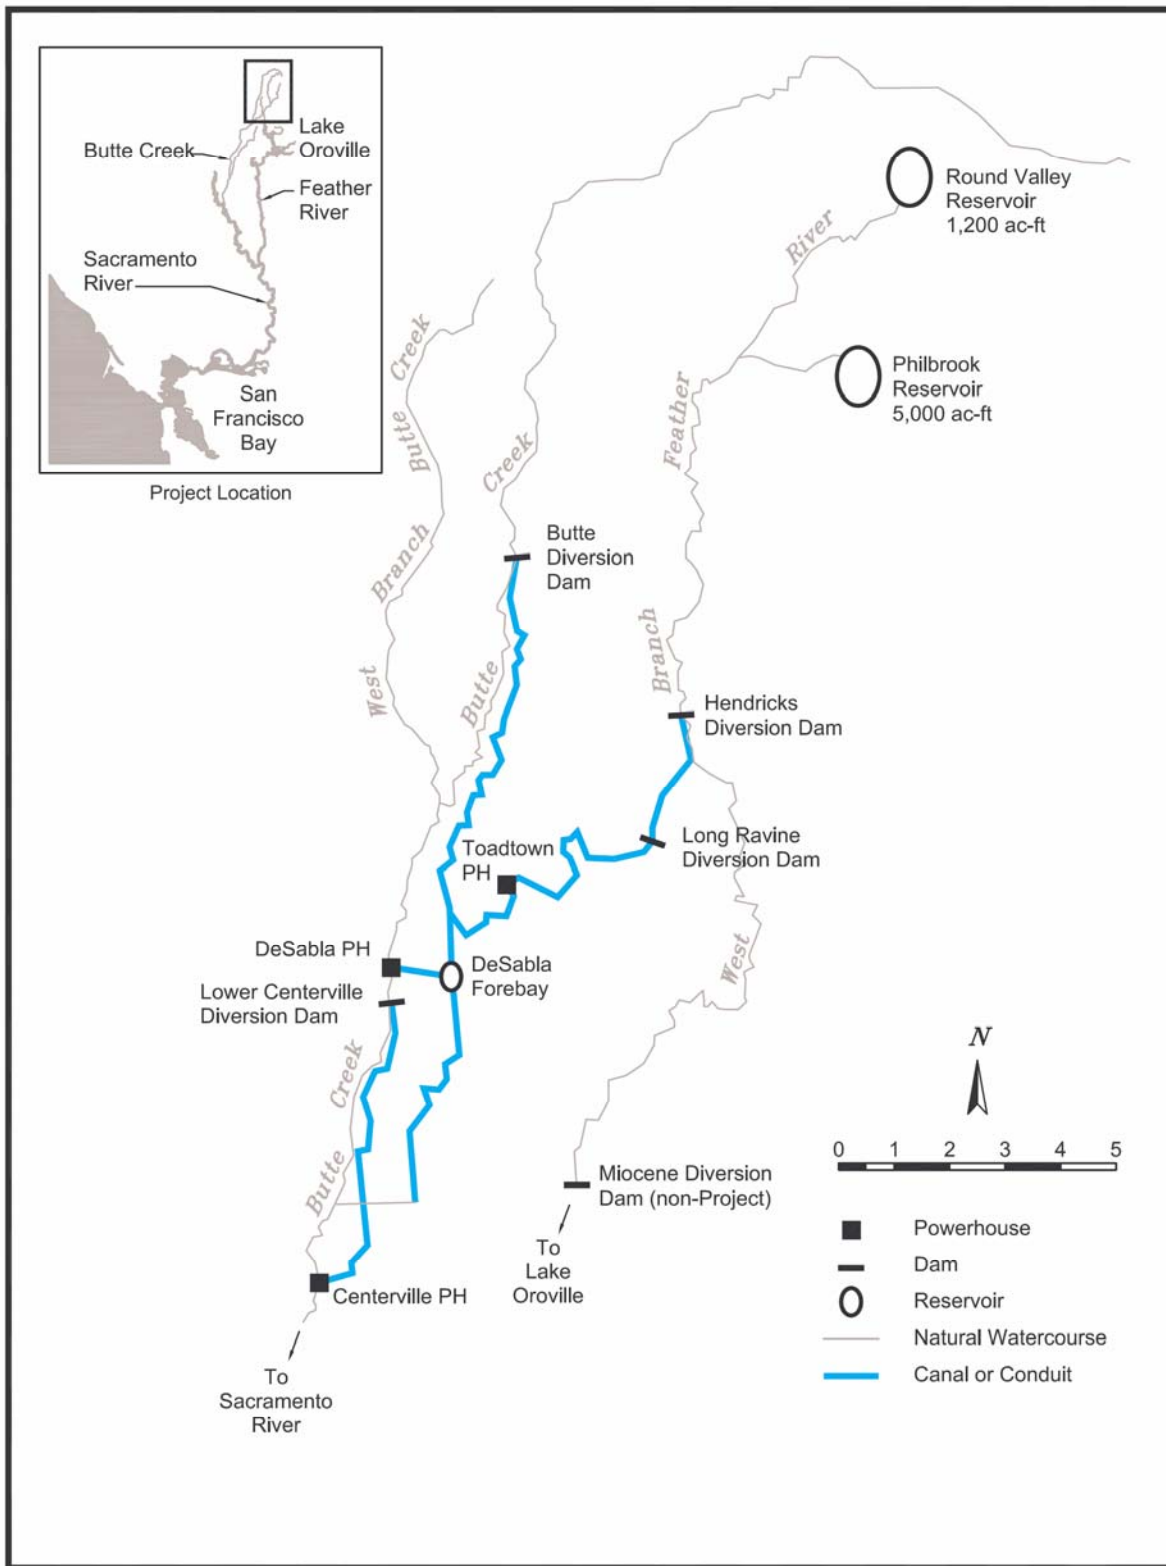 Butte Creek
Lake
Oroville
Feather
River
Sacramento
River
San
Francisco
Bay
Project Location
Round Valley
Reservoir
1,200 ac-ft
River
Philbrook
Reservoir
5,000 ac-ft
West Branch Butte Creek
Butte Creek
West Branch Feather
Butte
Diversion
Dam
Hendricks
Diversion Dam
Long Ravine
Diversion Dam
Toadtown
PH
DeSabla PH
DeSabla
Forebay
Lower Centerville
Diversion Dam
Butte Creek
Miocene Diversion
Dam (non-Project)
To
Lake
Oroville
Centerville PH
To
Sacramento
River
N
0 1 2 3 4 5
Powerhouse
Dam
Reservoir
Natural Watercourse
Canal or Conduit